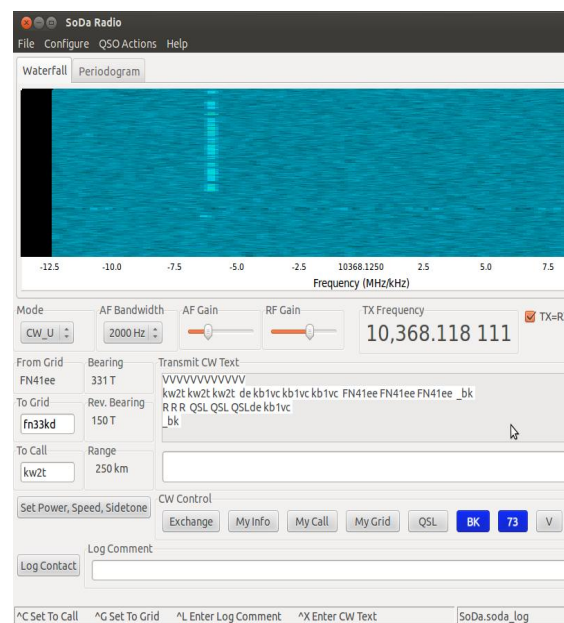 SoDa Radio
File Configure QSO Actions Help
Waterfall Periodogram
-12.5 -10.0 -7.5 -5.0 -2.5 10368.1250 2.5 5.0 7.5
Frequency (MHz/kHz)
Mode AF Bandwidth AF Gain RF Gain TX Frequency
CW_U 2000 Hz 10,368.118 111 TX=R
From Grid Bearing Transmit CW Text
FN41ee 331 T VVVVVVVVVVVV
kw2t kw2t kw2t de kb1vc kb1vc kb1vc FN41ee FN41ee FN41ee _bk
To Grid Rev. Bearing R R R QSL QSL QSLde kb1vc
fn33kd 150 T _bk
To Call Range
kw2t 250 km
Set Power, Speed, Sidetone CW Control
Exchange My Info My Call My Grid QSL BK 73 V
Log Contact Log Comment
^C Set To Call ^G Set To Grid ^L Enter Log Comment ^X Enter CW Text SoDa.soda_log